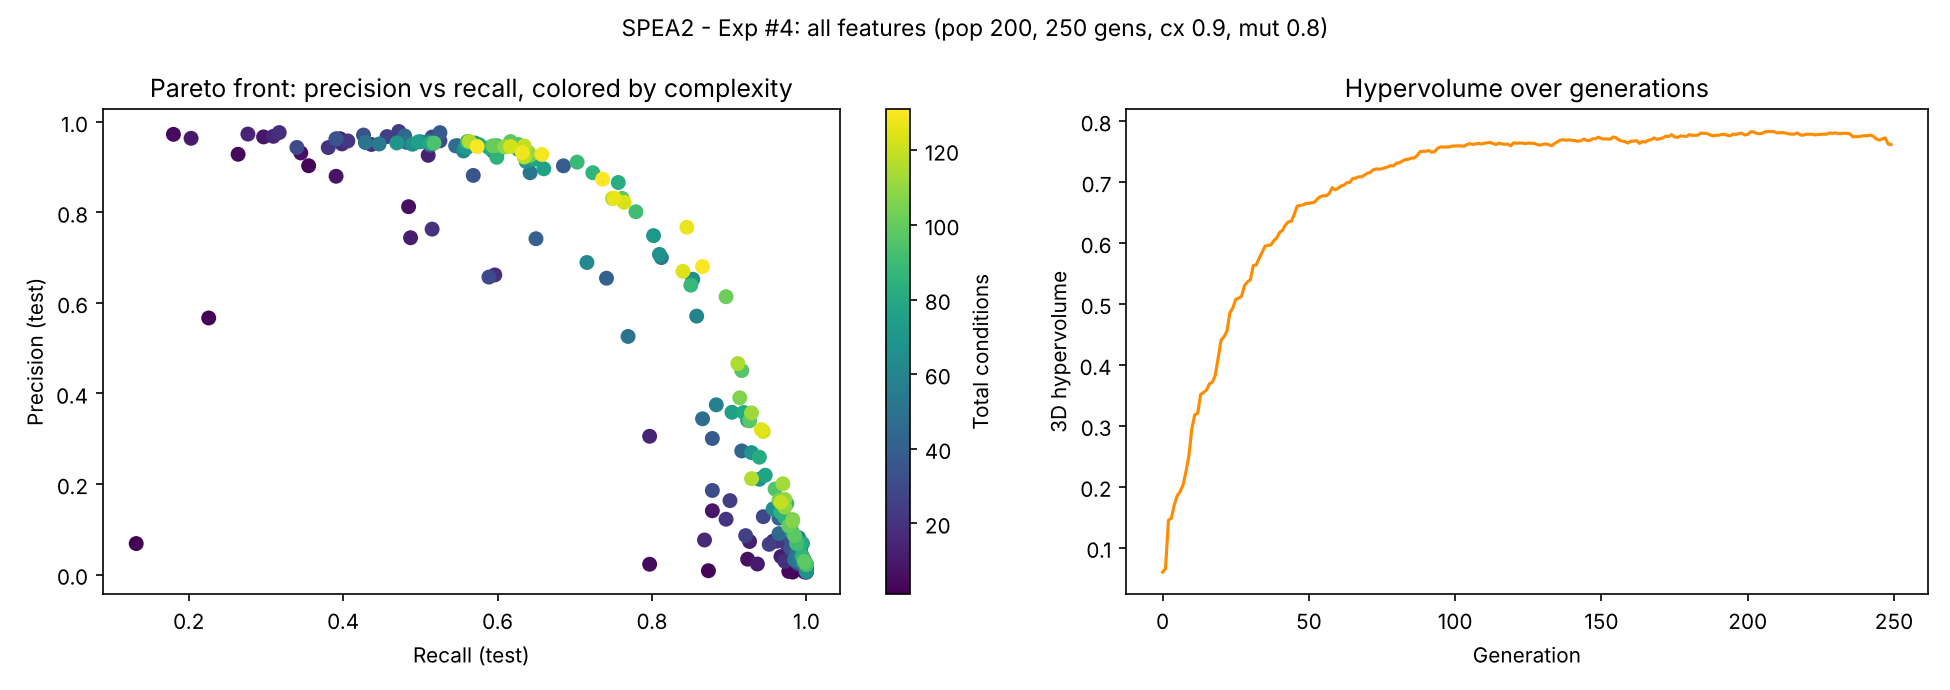 SPEA2 - Exp #4: all features (pop 200, 250 gens, cx 0.9, mut 0.8)
Pareto front: precision vs recall, colored by complexity
1.0
0.8
0.6
0.4
0.2
0.0
Precision (test)
0.2 0.4 0.6 0.8 1.0
Recall (test)
120
100
80
60
40
20
Total conditions
Hypervolume over generations
0.8
0.7
0.6
0.5
0.4
0.3
0.2
0.1
3D hypervolume
0 50 100 150 200 250
Generation